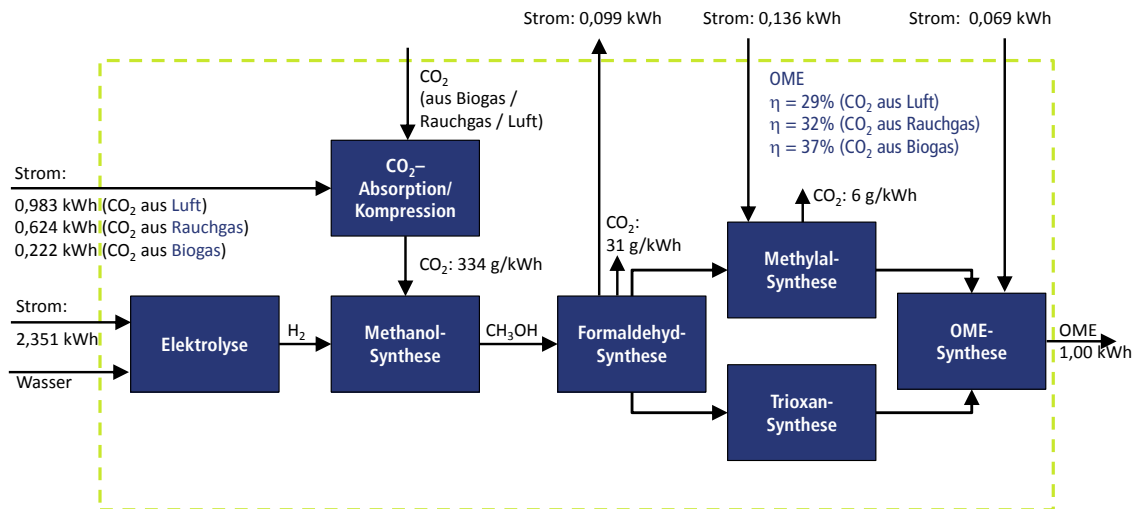 Strom: 0,099 kWh
Strom: 0,136 kWh
Strom: 0,069 kWh
CO₂
(aus Biogas /
Rauchgas / Luft)
OME
η = 29% (CO₂ aus Luft)
η = 32% (CO₂ aus Rauchgas)
η = 37% (CO₂ aus Biogas)
Strom:
0,983 kWh (CO₂ aus Luft)
0,624 kWh (CO₂ aus Rauchgas)
0,222 kWh (CO₂ aus Biogas)
CO₂–
Absorption/
Kompression
CO₂: 334 g/kWh
CO₂:
31 g/kWh
CO₂: 6 g/kWh
Methylal-
Synthese
Strom:
2,351 kWh
Wasser
Elektrolyse
H₂
Methanol-
Synthese
CH₃OH
Formaldehyd-
Synthese
OME-
Synthese
OME
1,00 kWh
Trioxan-
Synthese